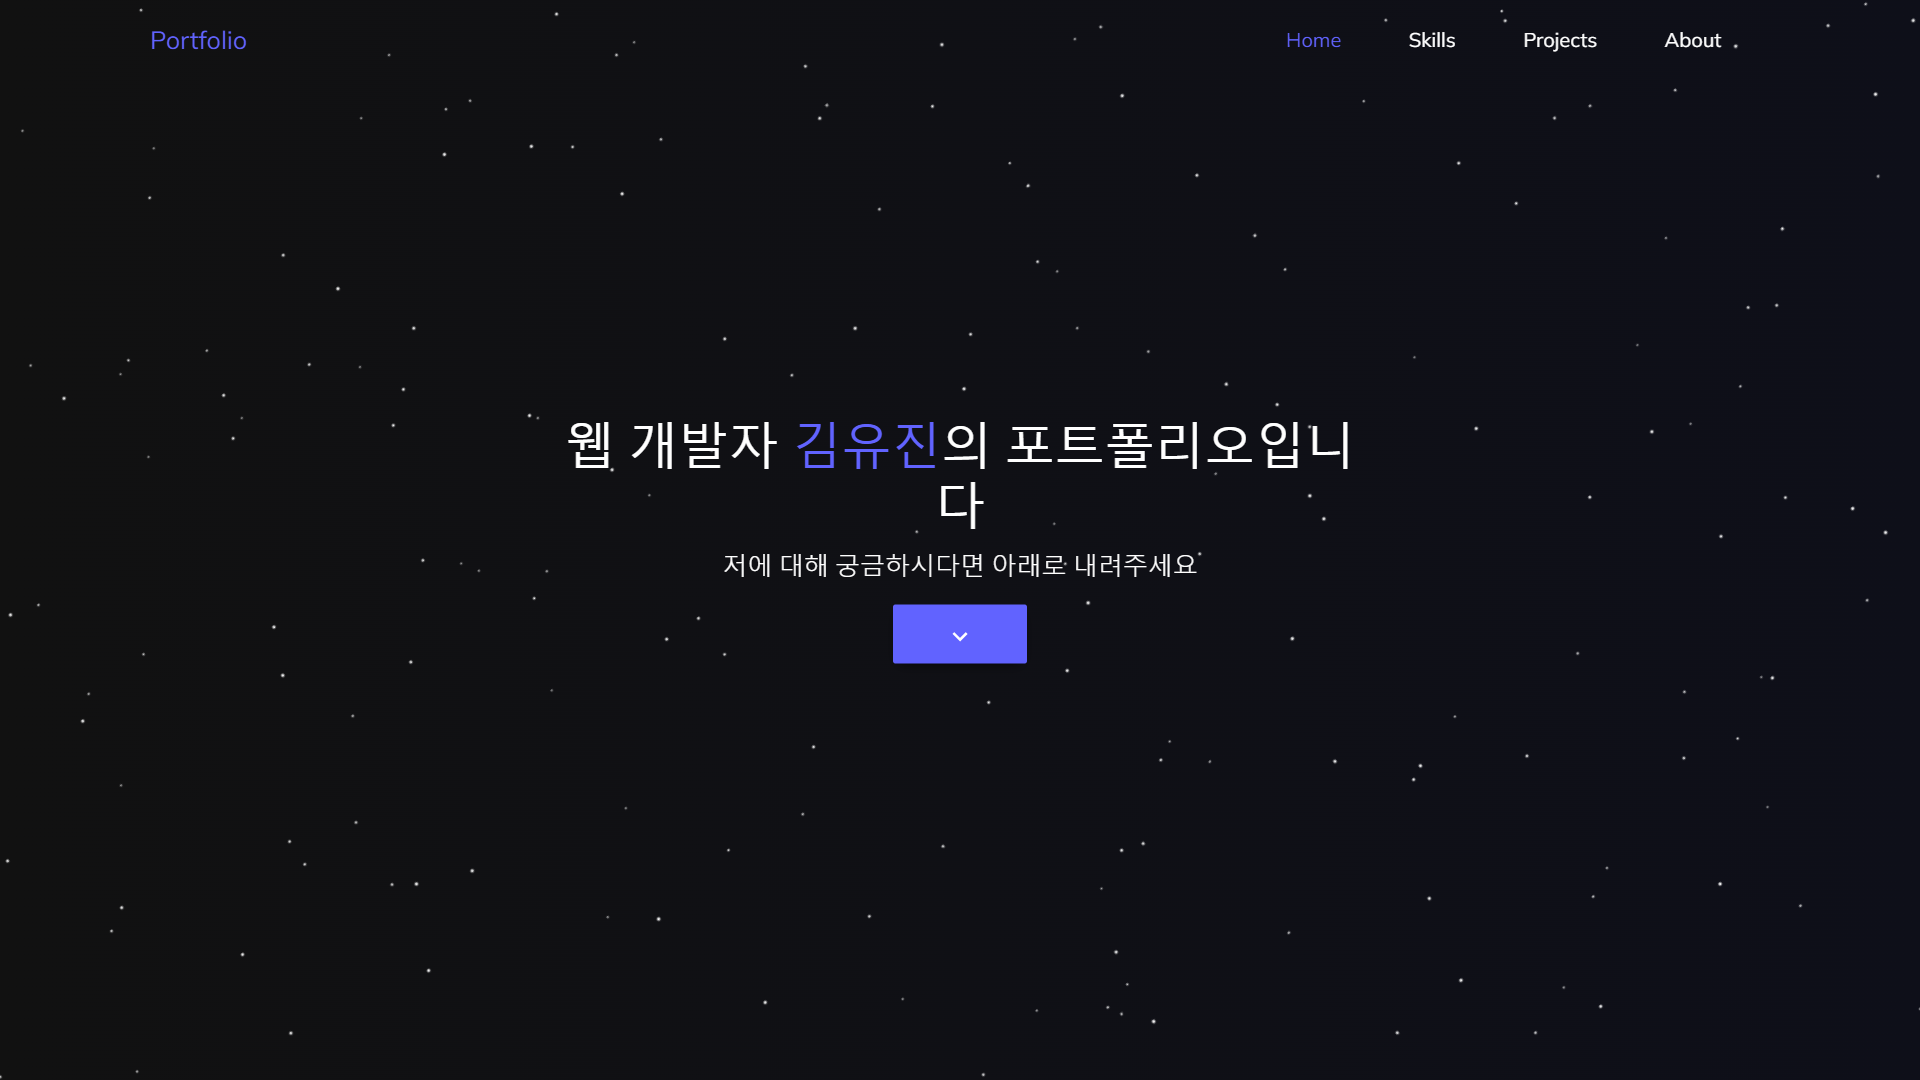 Portfolio
Home
Skills
Projects
About
웹 개발자 김유진의 포트폴리오입니
다
저에 대해 궁금하시다면 아래로 내려주세요